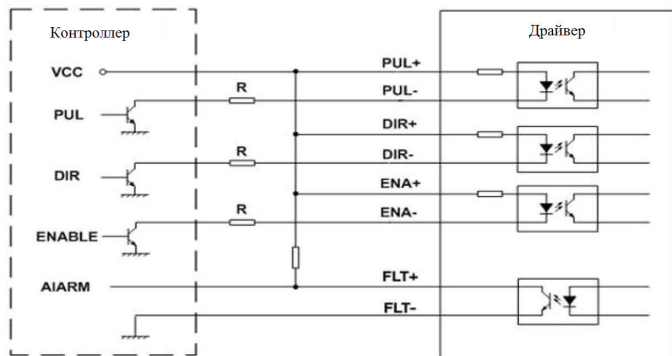 Контроллер
Драйвер
VCC
PUL+
R
PUL-
PUL
DIR+
R
DIR-
DIR
ENA+
R
ENA-
ENABLE
AIARM
FLT+
FLT-